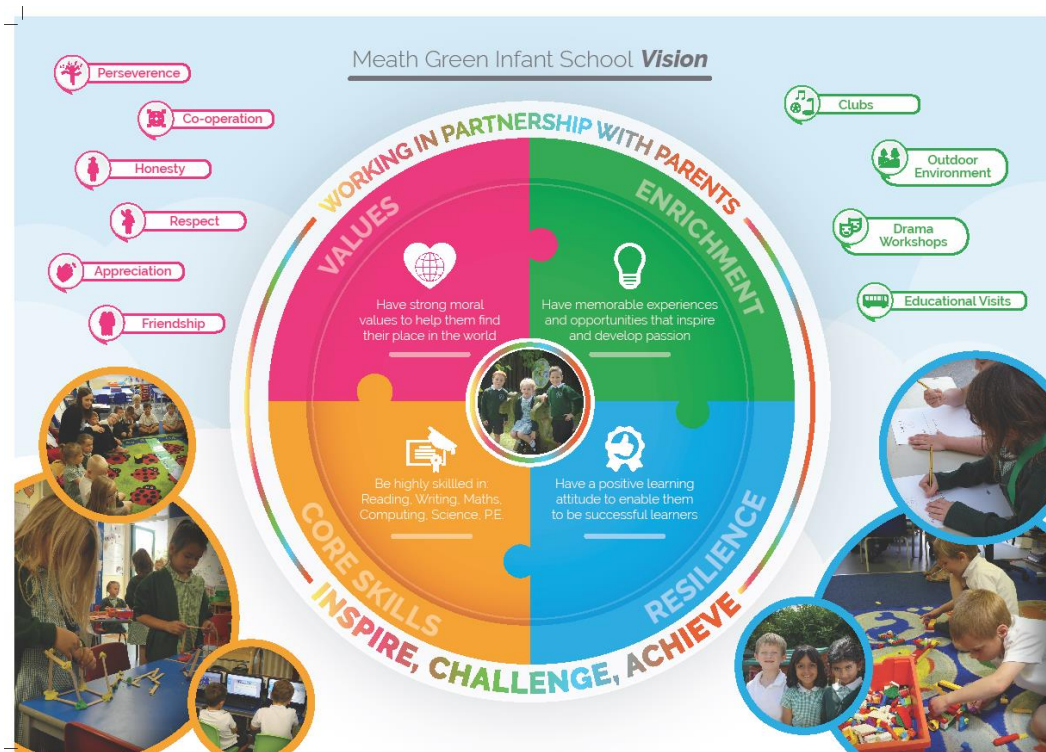 Meath Green Infant School Vision
Perseverence
Co-operation
Honesty
Respect
Appreciation
Friendship
WORKING IN PARTNERSHIP WITH PARENTS
VALUES
Have strong moral
values to help them find
their place in the world
ENRICHMENT
Have memorable experiences
and opportunities that inspire
and develop passion
Clubs
Outdoor
Environment
Drama
Workshops
Educational Visits
CORE SKILLS
Be highly skillled in:
Reading, Writing, Maths,
Computing, Science, P.E.
RESILIENCE
Have a positive learning
attitude to enable them
to be successful learners
INSPIRE, CHALLENGE, ACHIEVE